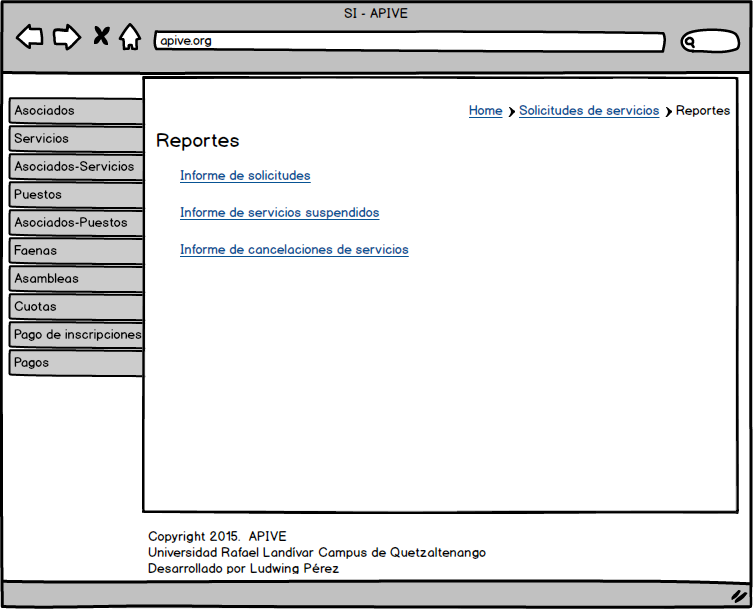 SI - APIVE
apive.org
Home Solicitudes de servicios Reportes
Asociados
Servicios
Asociados-Servicios
Puestos
Asociados-Puestos
Faenas
Asambleas
Cuotas
Pago de inscripciones
Pagos
Reportes
Informe de solicitudes
Informe de servicios suspendidos
Informe de cancelaciones de servicios
Copyright 2015. APIVE
Universidad Rafael Landívar Campus de Quetzaltenango
Desarrollado por Ludwing Pérez